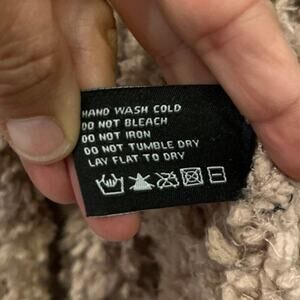 HAND WASH COLD
DO NOT BLEACH
DO NOT IRON
DO NOT TUMBLE DRY
LAY FLAT TO DRY